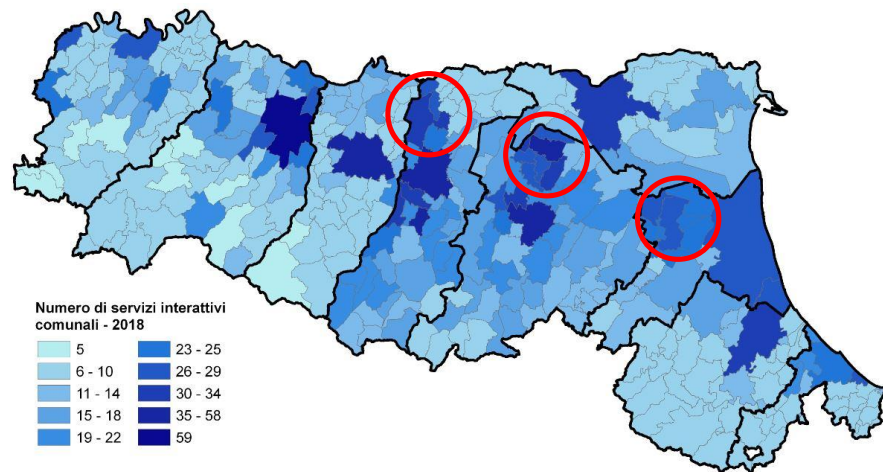 Numero di servizi interattivi
comunali - 2018
5
6 - 10
11 - 14
15 - 18
19 - 22
23 - 25
26 - 29
30 - 34
35 - 58
59